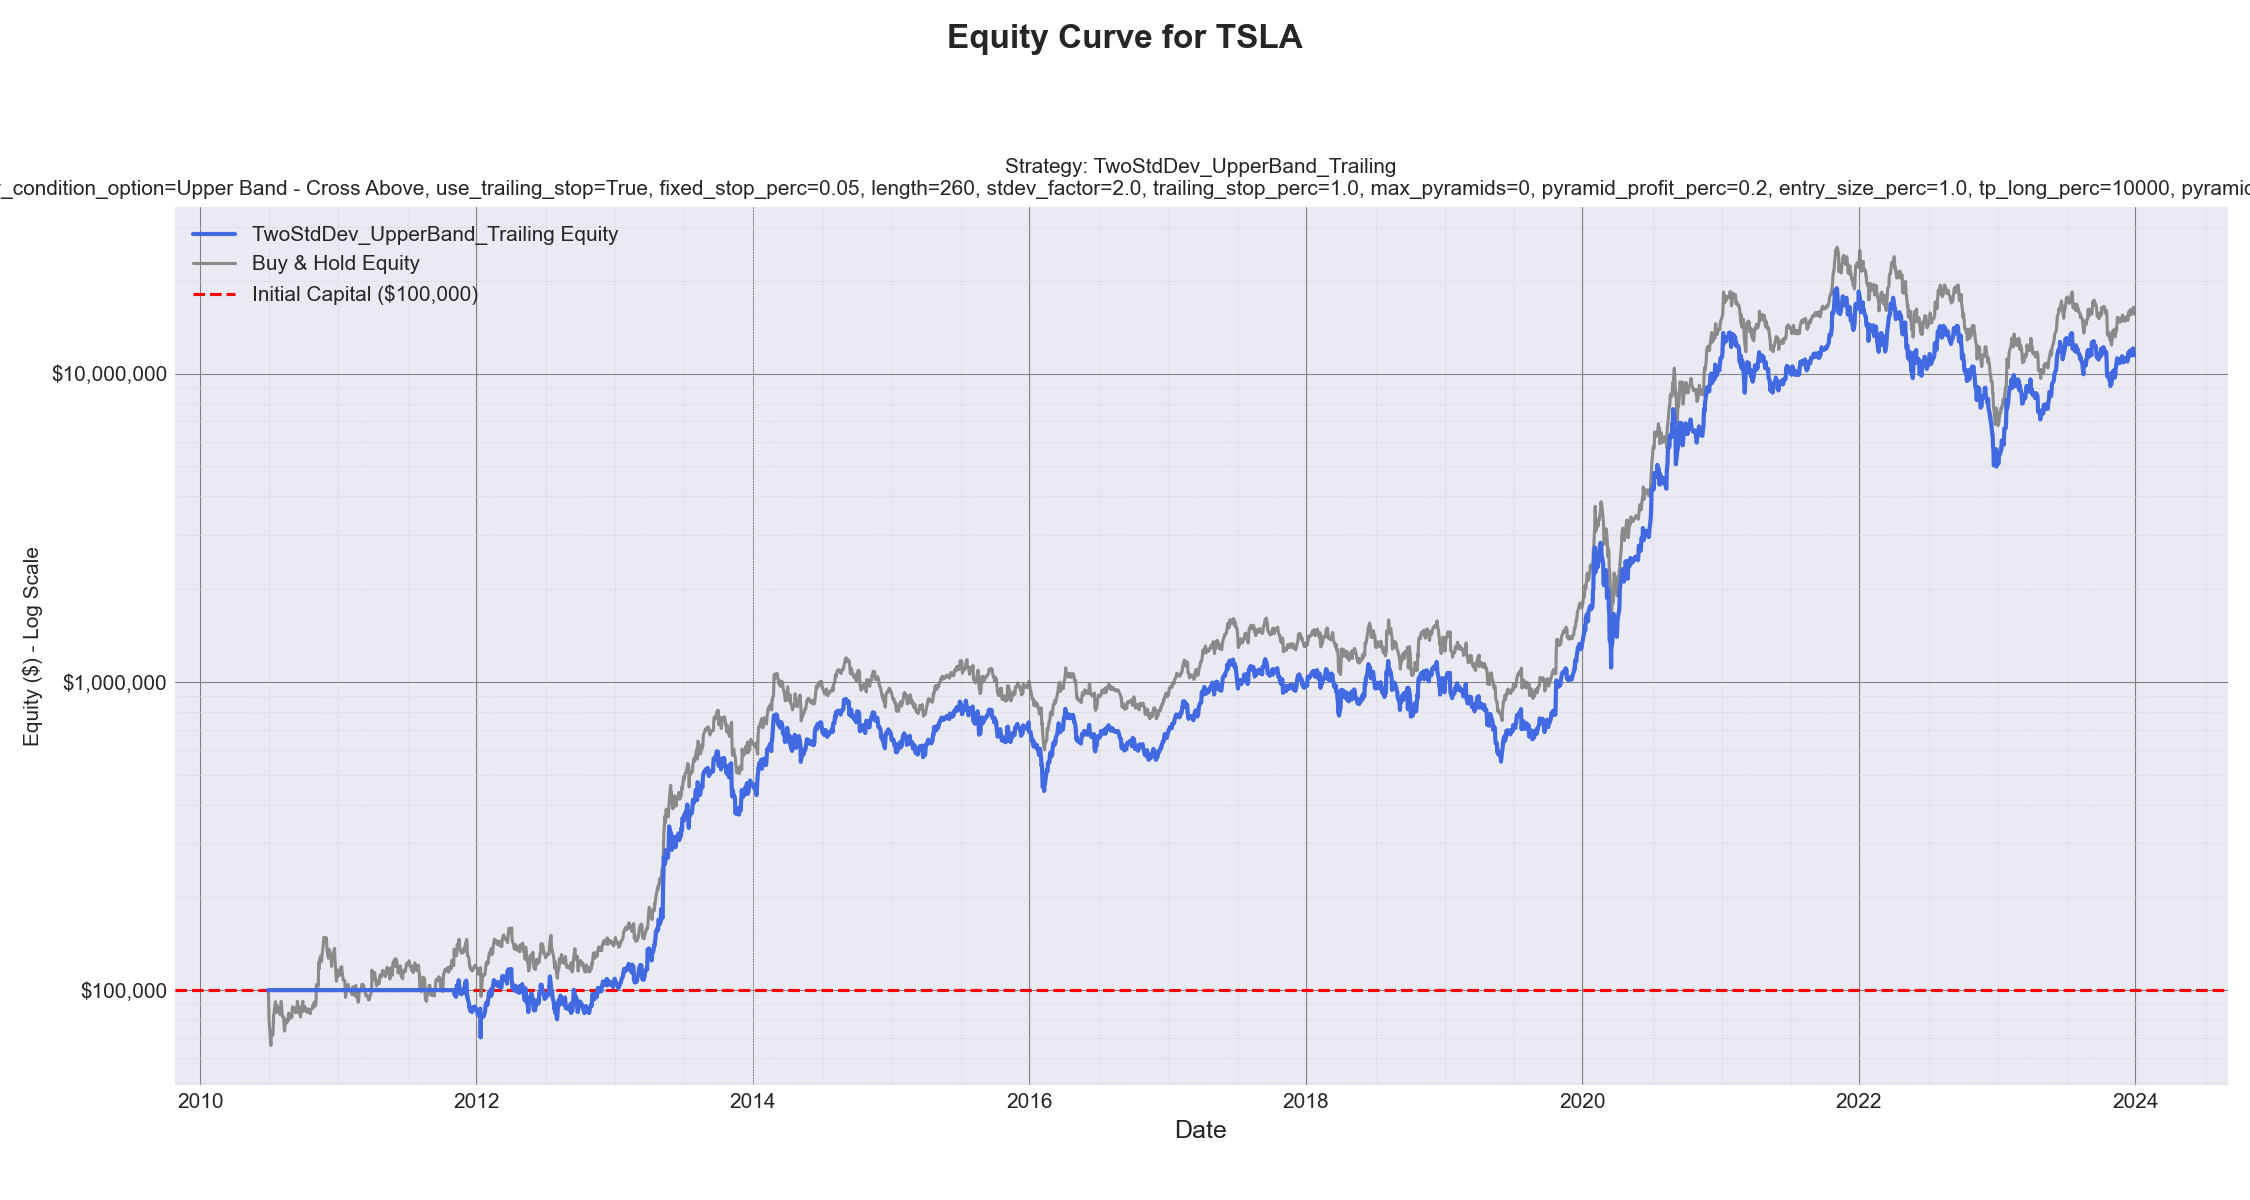 Equity Curve for TSLA
Strategy: TwoStdDev_UpperBand_Trailing
_condition_option=Upper Band - Cross Above, use_trailing_stop=True, fixed_stop_perc=0.05, length=260, stdev_factor=2.0, trailing_stop_perc=1.0, max_pyramids=0, pyramid_profit_perc=0.2, entry_size_perc=1.0, tp_long_perc=10000, pyramid
TwoStdDev_UpperBand_Trailing Equity
Buy & Hold Equity
Initial Capital ($100,000)
Equity ($) - Log Scale
$10,000,000
$1,000,000
$100,000
2010 2012 2014 2016 2018 2020 2022 2024
Date